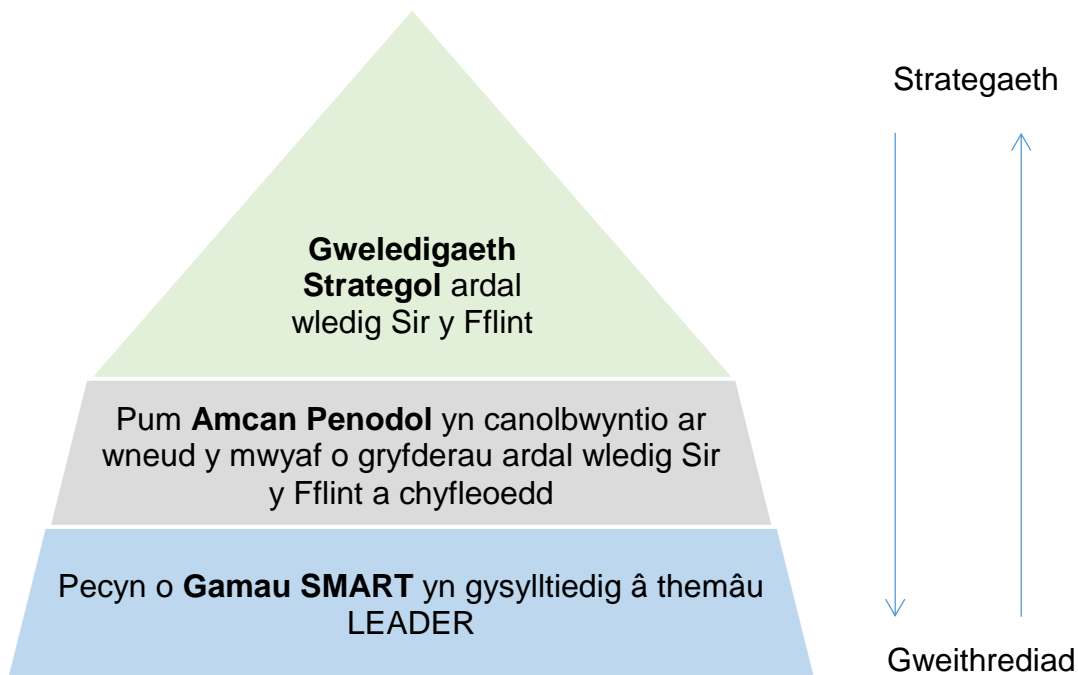 Strategaeth
Gweledigaeth
Strategol ardal
wledig Sir y Fflint
Pum Amcan Penodol yn canolbwyntio ar
wneud y mwyaf o gryfderau ardal wledig Sir
y Fflint a chyfleoedd
Pecyn o Gamau SMART yn gysylltiedig â themâu
LEADER
Gweithrediad